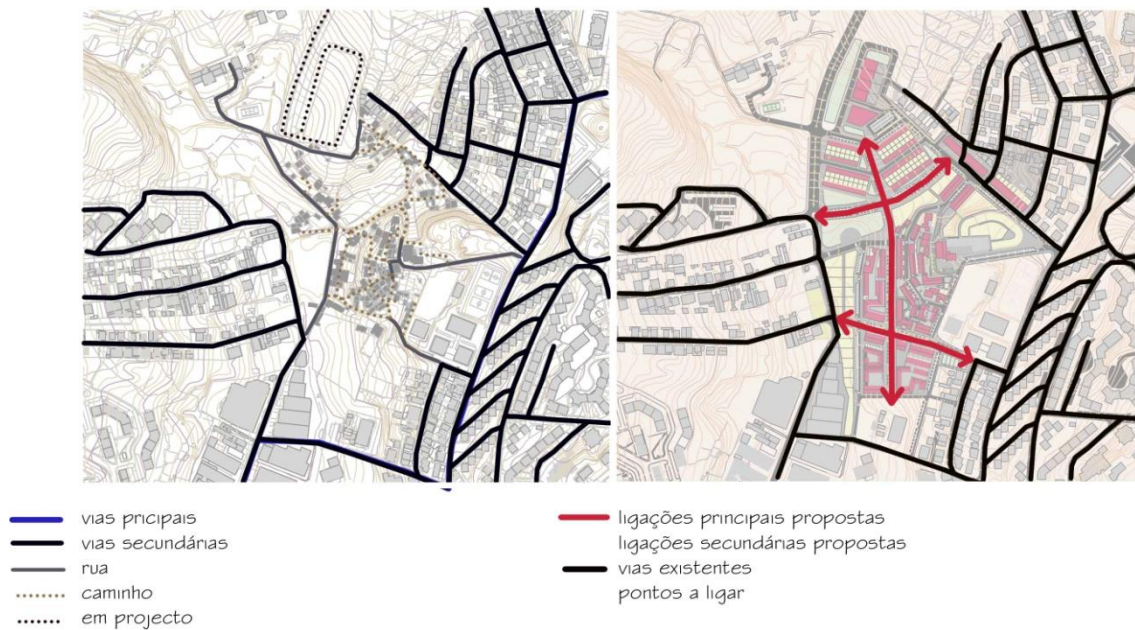 vias pricipais
vias secundárias
rua
caminho
em projecto
ligações principais propostas
ligações secundárias propostas
vias existentes
pontos a ligar